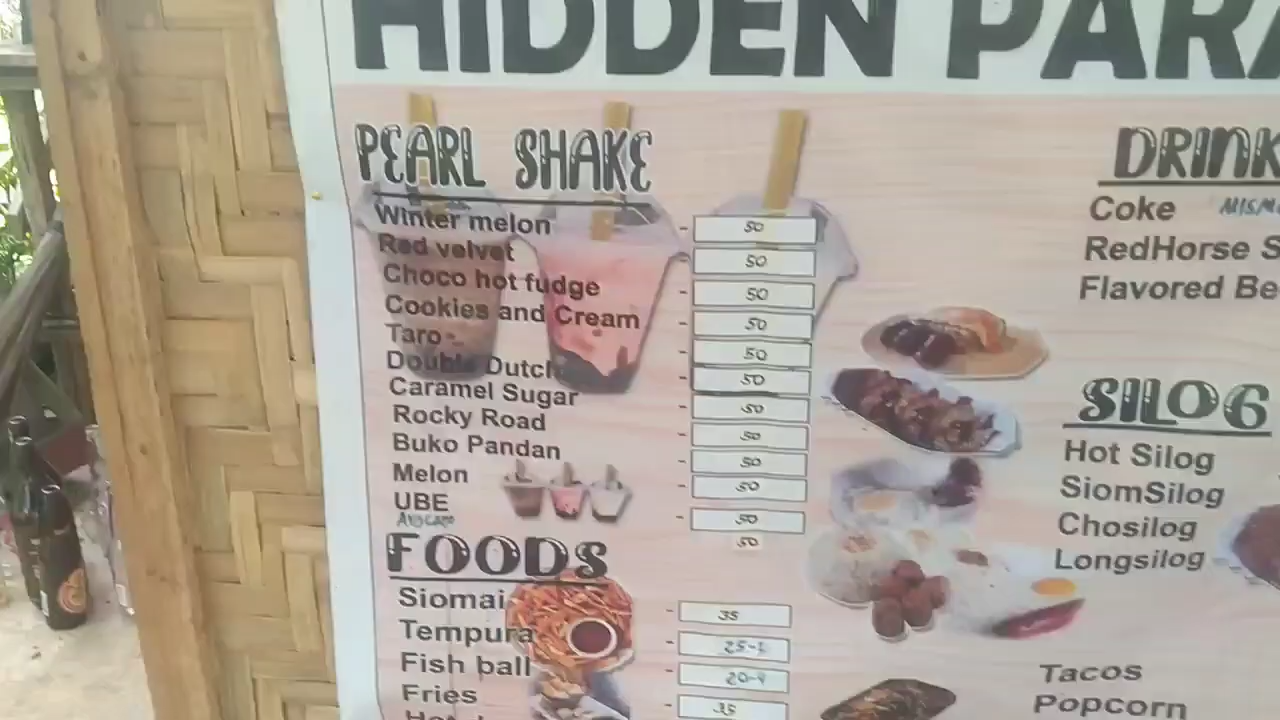 HIDDEN PARA
PEARL SHAKE
Winter melon - 50
Red velvet 50
Choco hot fudge - 50
Cookies and Cream - 50
Taro - 50
Double Dutch - 50
Caramel Sugar - 50
Rocky Road - 50
Buko Pandan - 50
Melon - 50
UBE - 50
Avocado 50
FOODS
Siomai - 35
Tempura - 25-
Fish ball - 20-
Fries - 35
DRINK
Coke
RedHorse S
Flavored Be
SILOG
Hot Silog
SiomSilog
Chosilog
Longsilog
Tacos
Popcorn